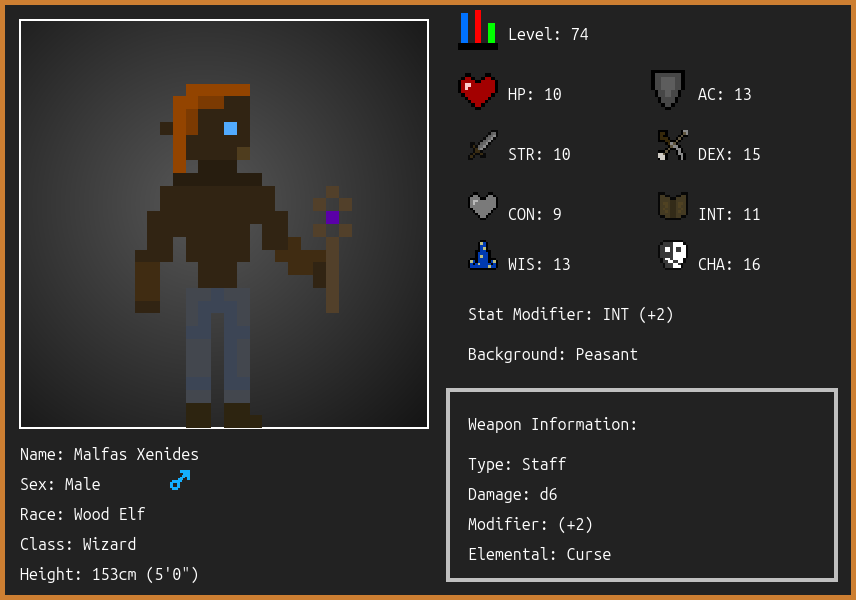 Level: 74
HP: 10
AC: 13
STR: 10
DEX: 15
CON: 9
INT: 11
WIS: 13
CHA: 16
Stat Modifier: INT (+2)
Background: Peasant
Weapon Information:
Type: Staff
Damage: d6
Modifier: (+2)
Elemental: Curse
Name: Malfas Xenides
Sex: Male
Race: Wood Elf
Class: Wizard
Height: 153cm (5'0")